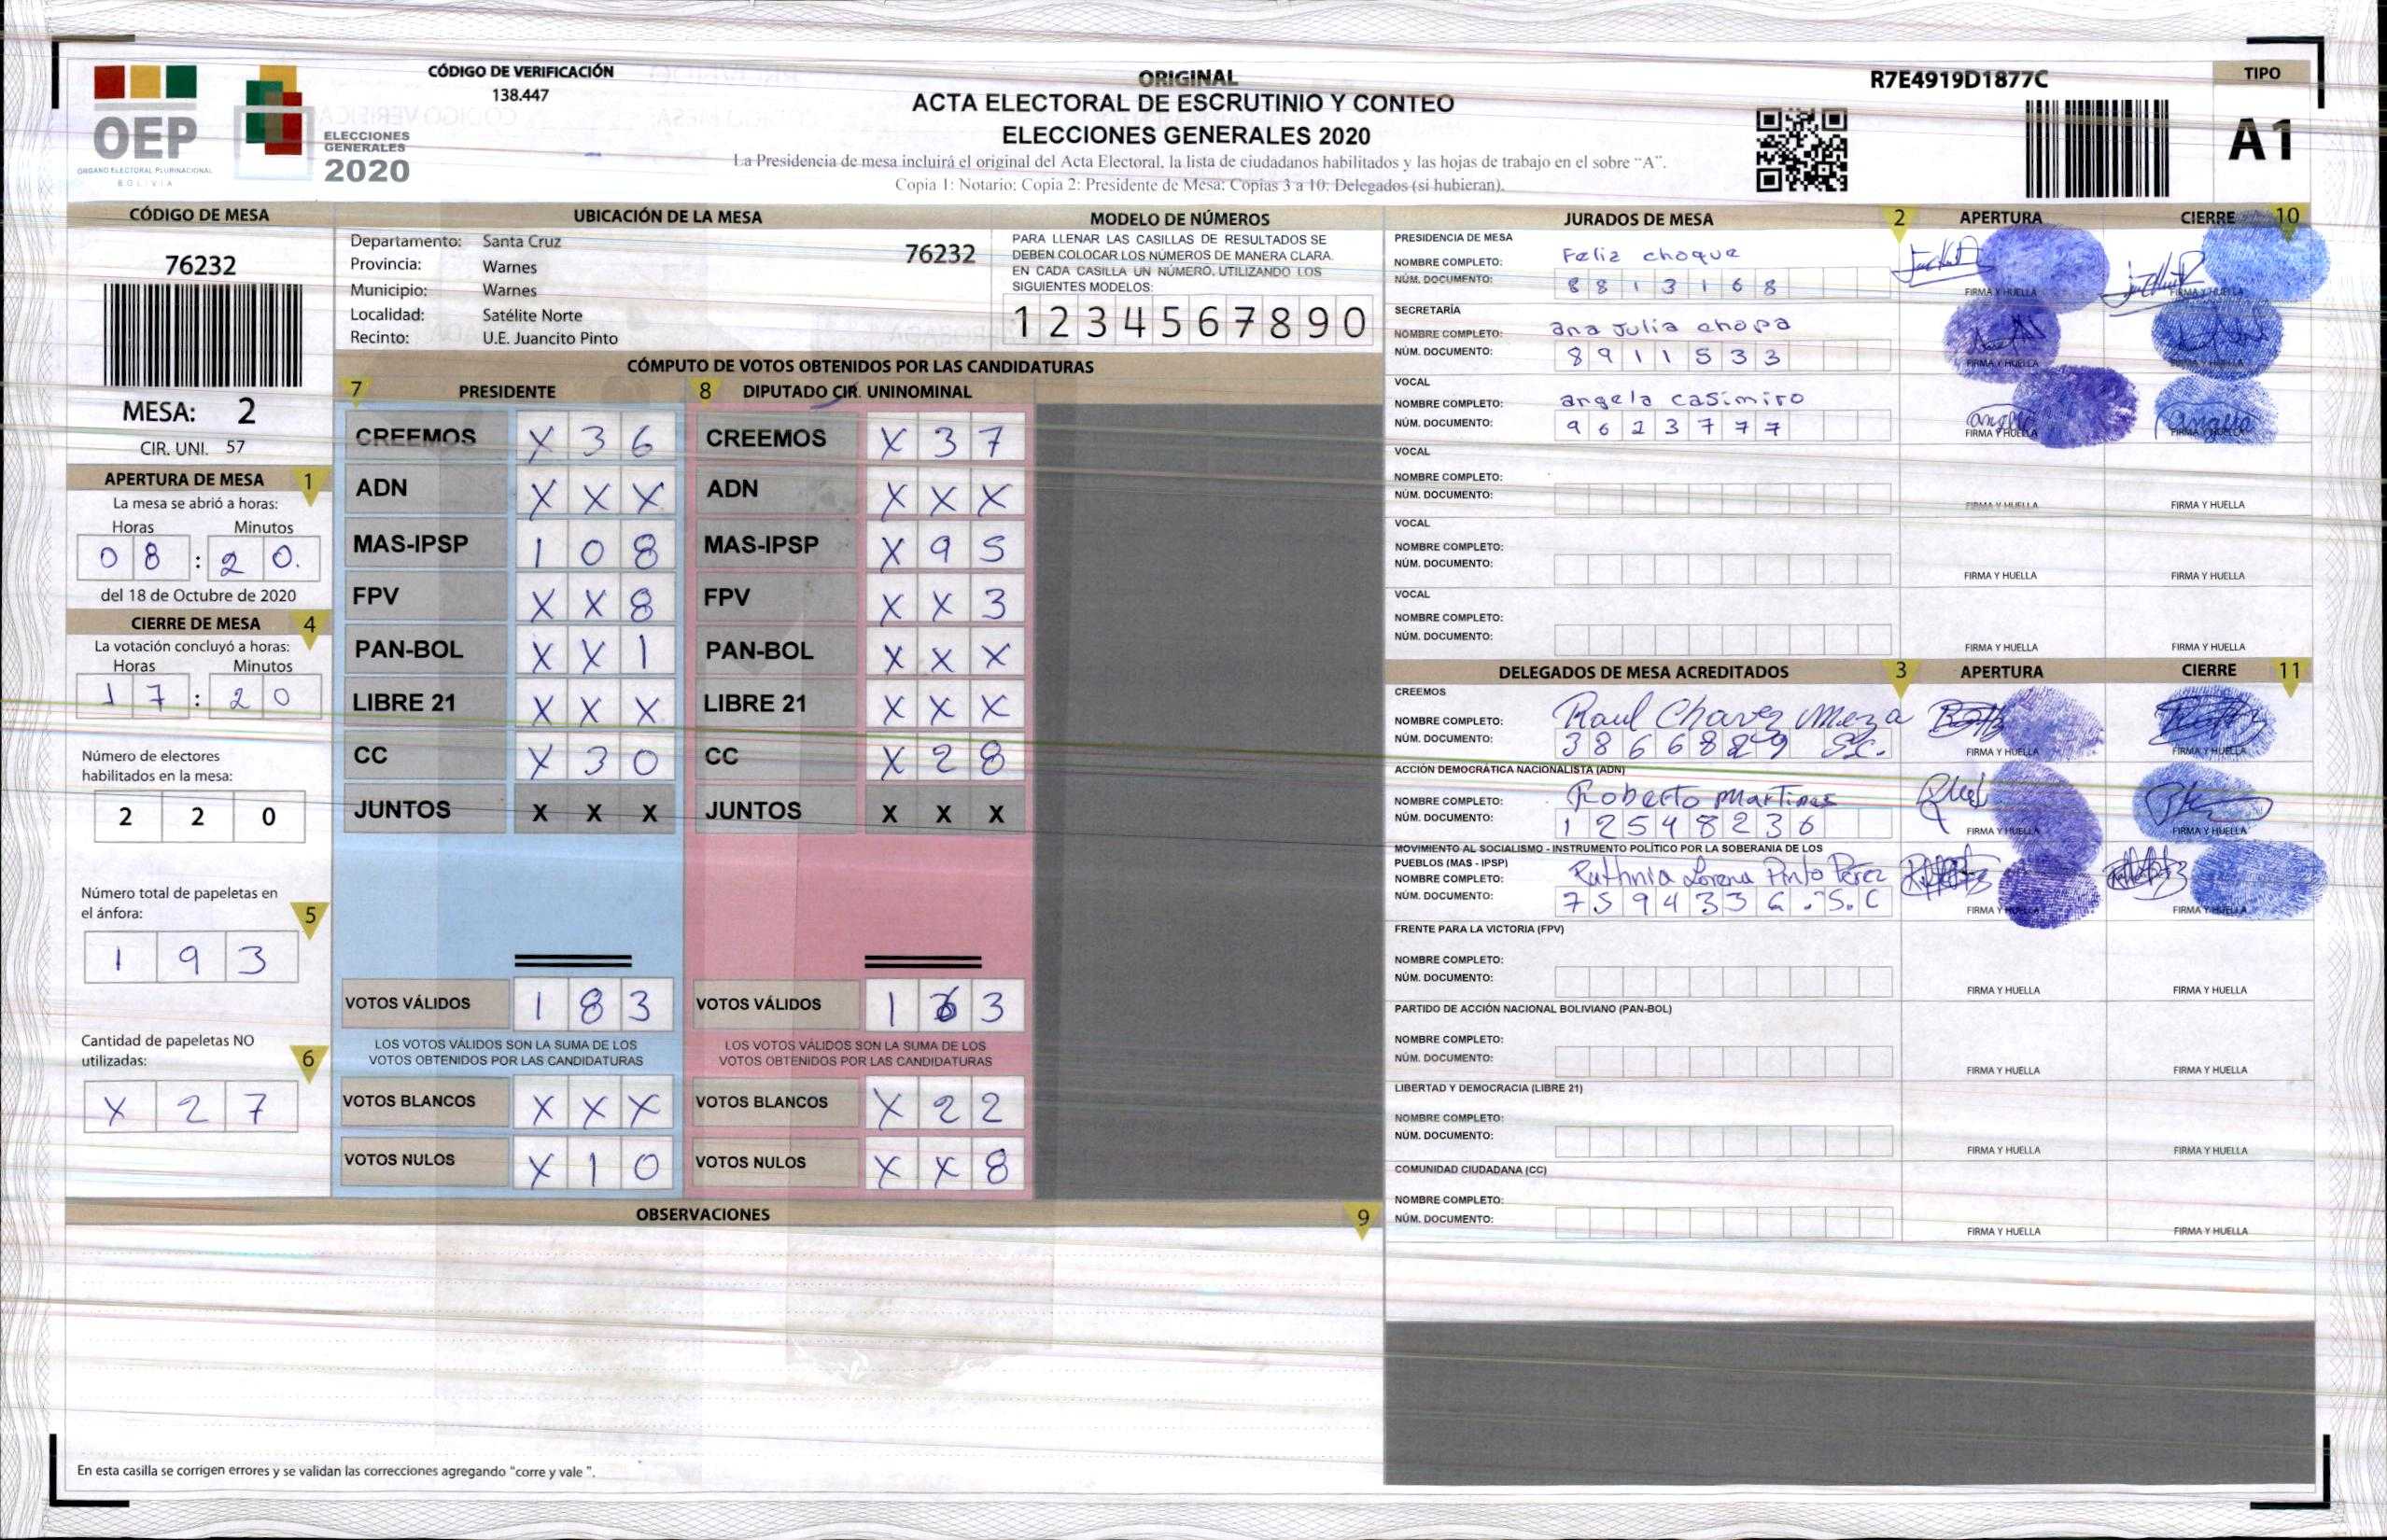 OEP
ÓRGANO ELECTORAL PLURINACIONAL
BOLIVIA
ELECCIONES
GENERALES
2020
CÓDIGO DE VERIFICACIÓN
138.447
ORIGINAL
ACTA ELECTORAL DE ESCRUTINIO Y CONTEO
ELECCIONES GENERALES 2020
La Presidencia de mesa incluirá el original del Acta Electoral, la lista de ciudadanos habilitados y las hojas de trabajo en el sobre "A".
Copia 1: Notario; Copia 2: Presidente de Mesa; Copias 3 a 10: Delegados (si hubieran).
R7E4919D1877C
TIPO
A1
CÓDIGO DE MESA
76232
MESA: 2
CIR. UNI. 57
APERTURA DE MESA 1
La mesa se abrió a horas:
Horas Minutos
0 8 : 2 0.
del 18 de Octubre de 2020
CIERRE DE MESA 4
La votación concluyó a horas:
Horas Minutos
1 7 : 2 0
Número de electores
habilitados en la mesa:
2 2 0
Número total de papeletas en
el ánfora: 5
1 9 3
Cantidad de papeletas NO
utilizadas: 6
X 2 7
UBICACIÓN DE LA MESA
Departamento: Santa Cruz
Provincia: Warnes
Municipio: Warnes
Localidad: Satélite Norte
Recinto: U.E. Juancito Pinto
76232
MODELO DE NÚMEROS
PARA LLENAR LAS CASILLAS DE RESULTADOS SE
DEBEN COLOCAR LOS NÚMEROS DE MANERA CLARA.
EN CADA CASILLA UN NÚMERO, UTILIZANDO LOS
SIGUIENTES MODELOS:
1 2 3 4 5 6 7 8 9 0
CÓMPUTO DE VOTOS OBTENIDOS POR LAS CANDIDATURAS
7 PRESIDENTE
CREEMOS X 3 6
ADN X X X
MAS-IPSP 1 0 8
FPV X X 8
PAN-BOL X X 1
LIBRE 21 X X X
CC X 3 0
JUNTOS X X X
VOTOS VÁLIDOS 1 8 3
LOS VOTOS VÁLIDOS SON LA SUMA DE LOS
VOTOS OBTENIDOS POR LAS CANDIDATURAS
VOTOS BLANCOS X X X
VOTOS NULOS X 1 0
8 DIPUTADO CIR. UNINOMINAL
CREEMOS X 3 7
ADN X X X
MAS-IPSP X 9 5
FPV X X 3
PAN-BOL X X X
LIBRE 21 X X X
CC X 2 8
JUNTOS X X X
VOTOS VÁLIDOS 1 6 3
LOS VOTOS VÁLIDOS SON LA SUMA DE LOS
VOTOS OBTENIDOS POR LAS CANDIDATURAS
VOTOS BLANCOS X 2 2
VOTOS NULOS X X 8
OBSERVACIONES 9
En esta casilla se corrigen errores y se validan las correcciones agregando "corre y vale ".
JURADOS DE MESA 2 APERTURA CIERRE 10
PRESIDENCIA DE MESA
NOMBRE COMPLETO: Feliz choque
NÚM. DOCUMENTO: 8 8 1 3 1 6 8
FIRMA Y HUELLA FIRMA Y HUELLA
SECRETARÍA
NOMBRE COMPLETO: ana Julia chopa
NÚM. DOCUMENTO: 8 9 1 1 5 3 3
FIRMA Y HUELLA FIRMA Y HUELLA
VOCAL
NOMBRE COMPLETO: angela casimiro
NÚM. DOCUMENTO: 9 6 2 3 7 7 7
FIRMA Y HUELLA FIRMA Y HUELLA
VOCAL
NOMBRE COMPLETO:
NÚM. DOCUMENTO:
FIRMA Y HUELLA FIRMA Y HUELLA
VOCAL
NOMBRE COMPLETO:
NÚM. DOCUMENTO:
FIRMA Y HUELLA FIRMA Y HUELLA
VOCAL
NOMBRE COMPLETO:
NÚM. DOCUMENTO:
FIRMA Y HUELLA FIRMA Y HUELLA
DELEGADOS DE MESA ACREDITADOS 3 APERTURA CIERRE 11
CREEMOS
NOMBRE COMPLETO: Raul Chavez Meza
NÚM. DOCUMENTO: 3 8 6 6 8 2 9 S.C.
FIRMA Y HUELLA FIRMA Y HUELLA
ACCIÓN DEMOCRÁTICA NACIONALISTA (ADN)
NOMBRE COMPLETO: Roberto Martines
NÚM. DOCUMENTO: 1 2 5 4 8 2 3 6
FIRMA Y HUELLA FIRMA Y HUELLA
MOVIMIENTO AL SOCIALISMO - INSTRUMENTO POLÍTICO POR LA SOBERANIA DE LOS
PUEBLOS (MAS - IPSP)
NOMBRE COMPLETO: Ruthnia Lorena Pinto Pérez
NÚM. DOCUMENTO: 7 5 9 4 3 3 6 . S. C
FIRMA Y HUELLA FIRMA Y HUELLA
FRENTE PARA LA VICTORIA (FPV)
NOMBRE COMPLETO:
NÚM. DOCUMENTO:
FIRMA Y HUELLA FIRMA Y HUELLA
PARTIDO DE ACCIÓN NACIONAL BOLIVIANO (PAN-BOL)
NOMBRE COMPLETO:
NÚM. DOCUMENTO:
FIRMA Y HUELLA FIRMA Y HUELLA
LIBERTAD Y DEMOCRACIA (LIBRE 21)
NOMBRE COMPLETO:
NÚM. DOCUMENTO:
FIRMA Y HUELLA FIRMA Y HUELLA
COMUNIDAD CIUDADANA (CC)
NOMBRE COMPLETO:
NÚM. DOCUMENTO:
FIRMA Y HUELLA FIRMA Y HUELLA